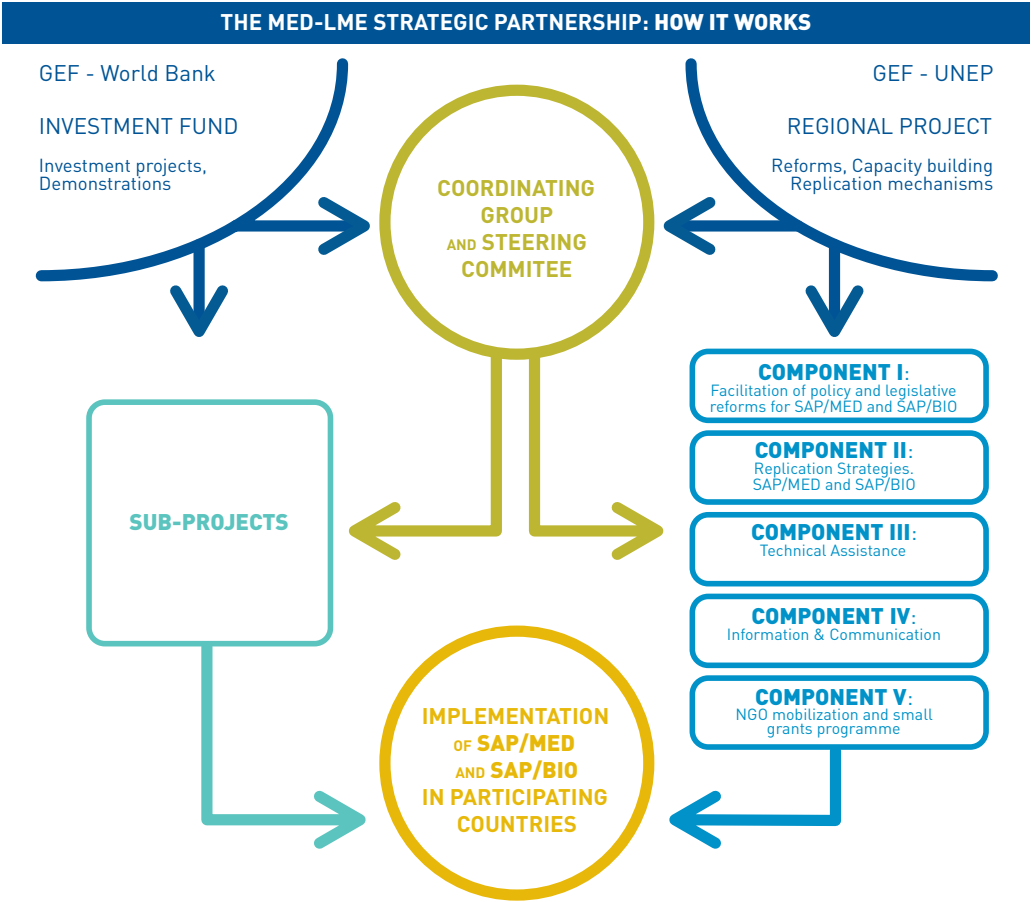 THE MED-LME STRATEGIC PARTNERSHIP: HOW IT WORKS
GEF - World Bank
INVESTMENT FUND
Investment projects,
Demonstrations
GEF - UNEP
REGIONAL PROJECT
Reforms, Capacity building
Replication mechanisms
COORDINATING
GROUP
AND STEERING
COMMITEE
SUB-PROJECTS
COMPONENT I:
Facilitation of policy and legislative
reforms for SAP/MED and SAP/BIO
COMPONENT II:
Replication Strategies.
SAP/MED and SAP/BIO
COMPONENT III:
Technical Assistance
COMPONENT IV:
Information & Communication
COMPONENT V:
NGO mobilization and small
grants programme
IMPLEMENTATION
OF SAP/MED
AND SAP/BIO
IN PARTICIPATING
COUNTRIES